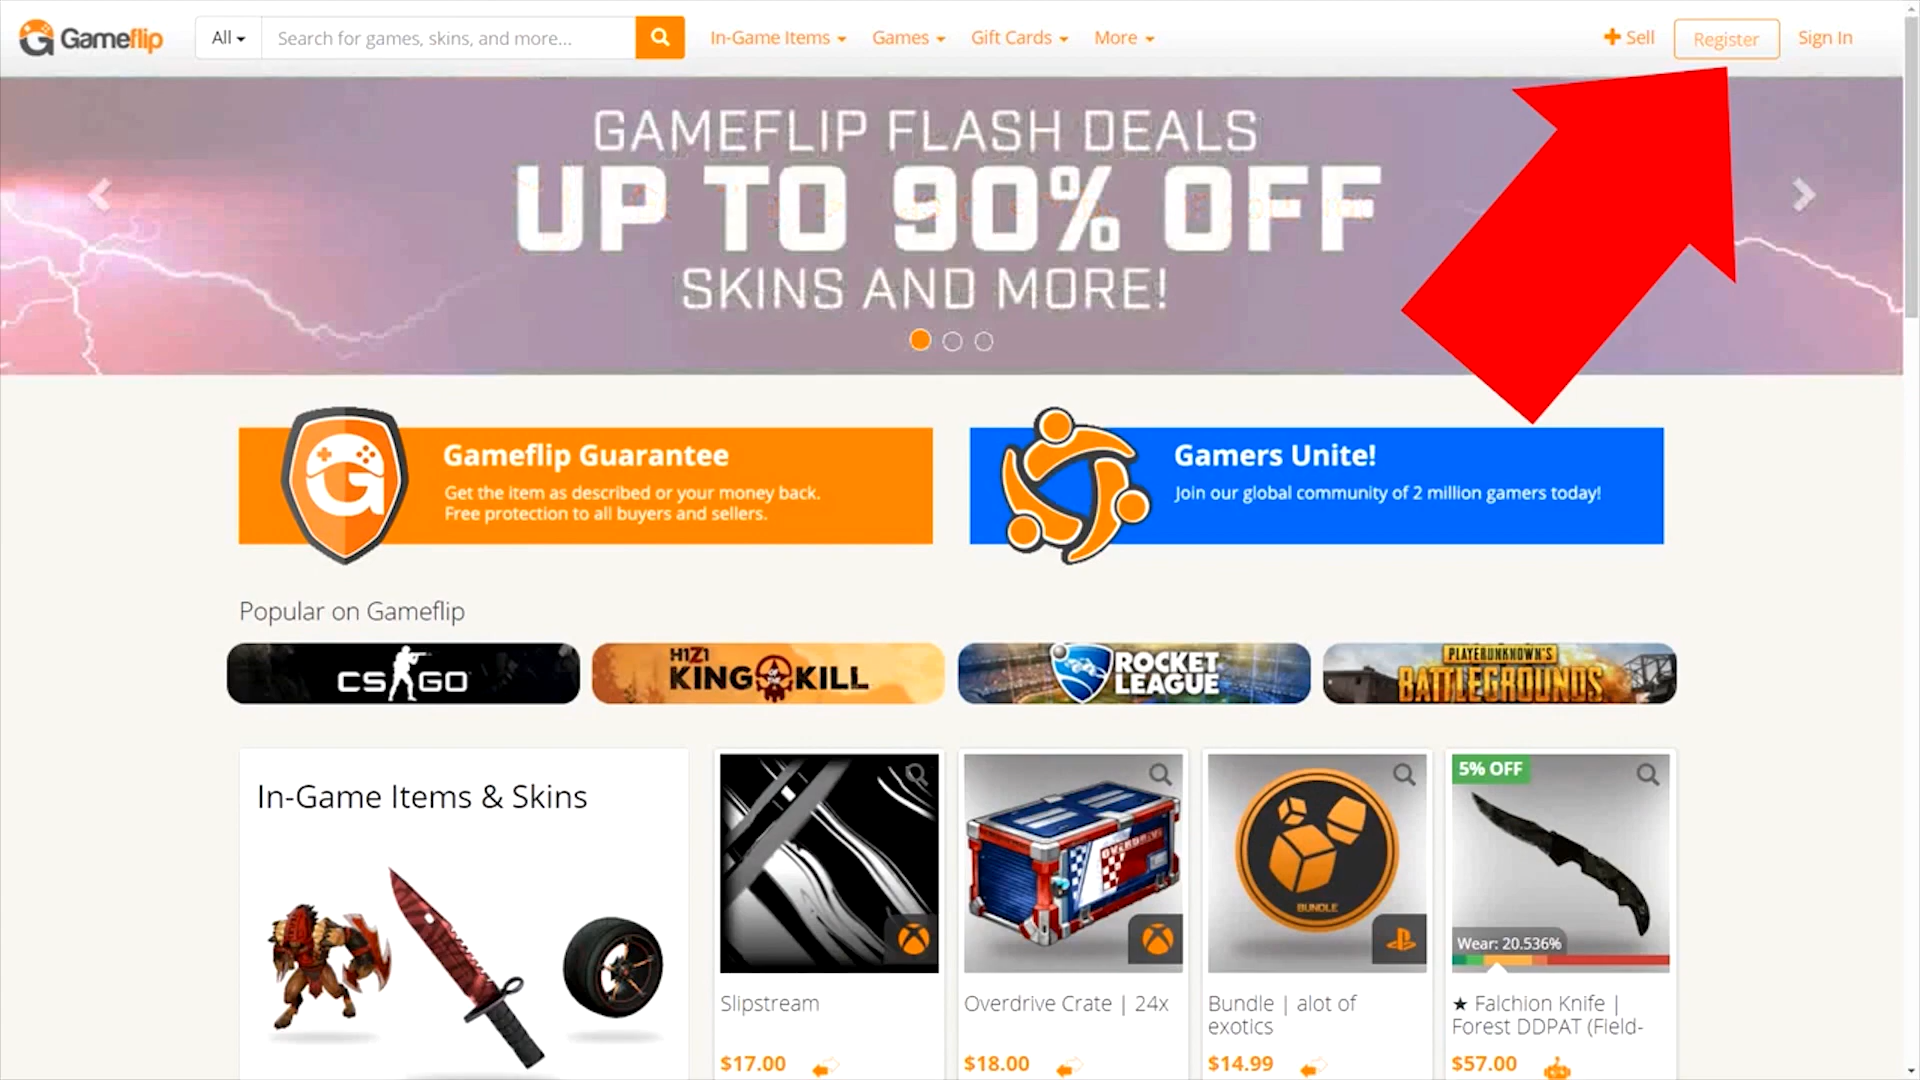 Gameflip
All
Search for games, skins, and more...
In-Game Items
Games
Gift Cards
More
Sell
Register
Sign In
GAMEFLIP FLASH DEALS
UP TO 90% OFF
SKINS AND MORE!
Gameflip Guarantee
Get the item as described or your money back.
Free protection to all buyers and sellers.
Gamers Unite!
Join our global community of 2 million gamers today!
Popular on Gameflip
CS GO
H1Z1
KING KILL
ROCKET
LEAGUE
PLAYERUNKNOWN'S
BATTLEGROUNDS
In-Game Items & Skins
OVERDRIVE
BUNDLE
5% OFF
Wear: 20.536%
Slipstream
$17.00
Overdrive Crate | 24x
$18.00
Bundle | alot of
exotics
$14.99
★ Falchion Knife |
Forest DDPAT (Field-
$57.00